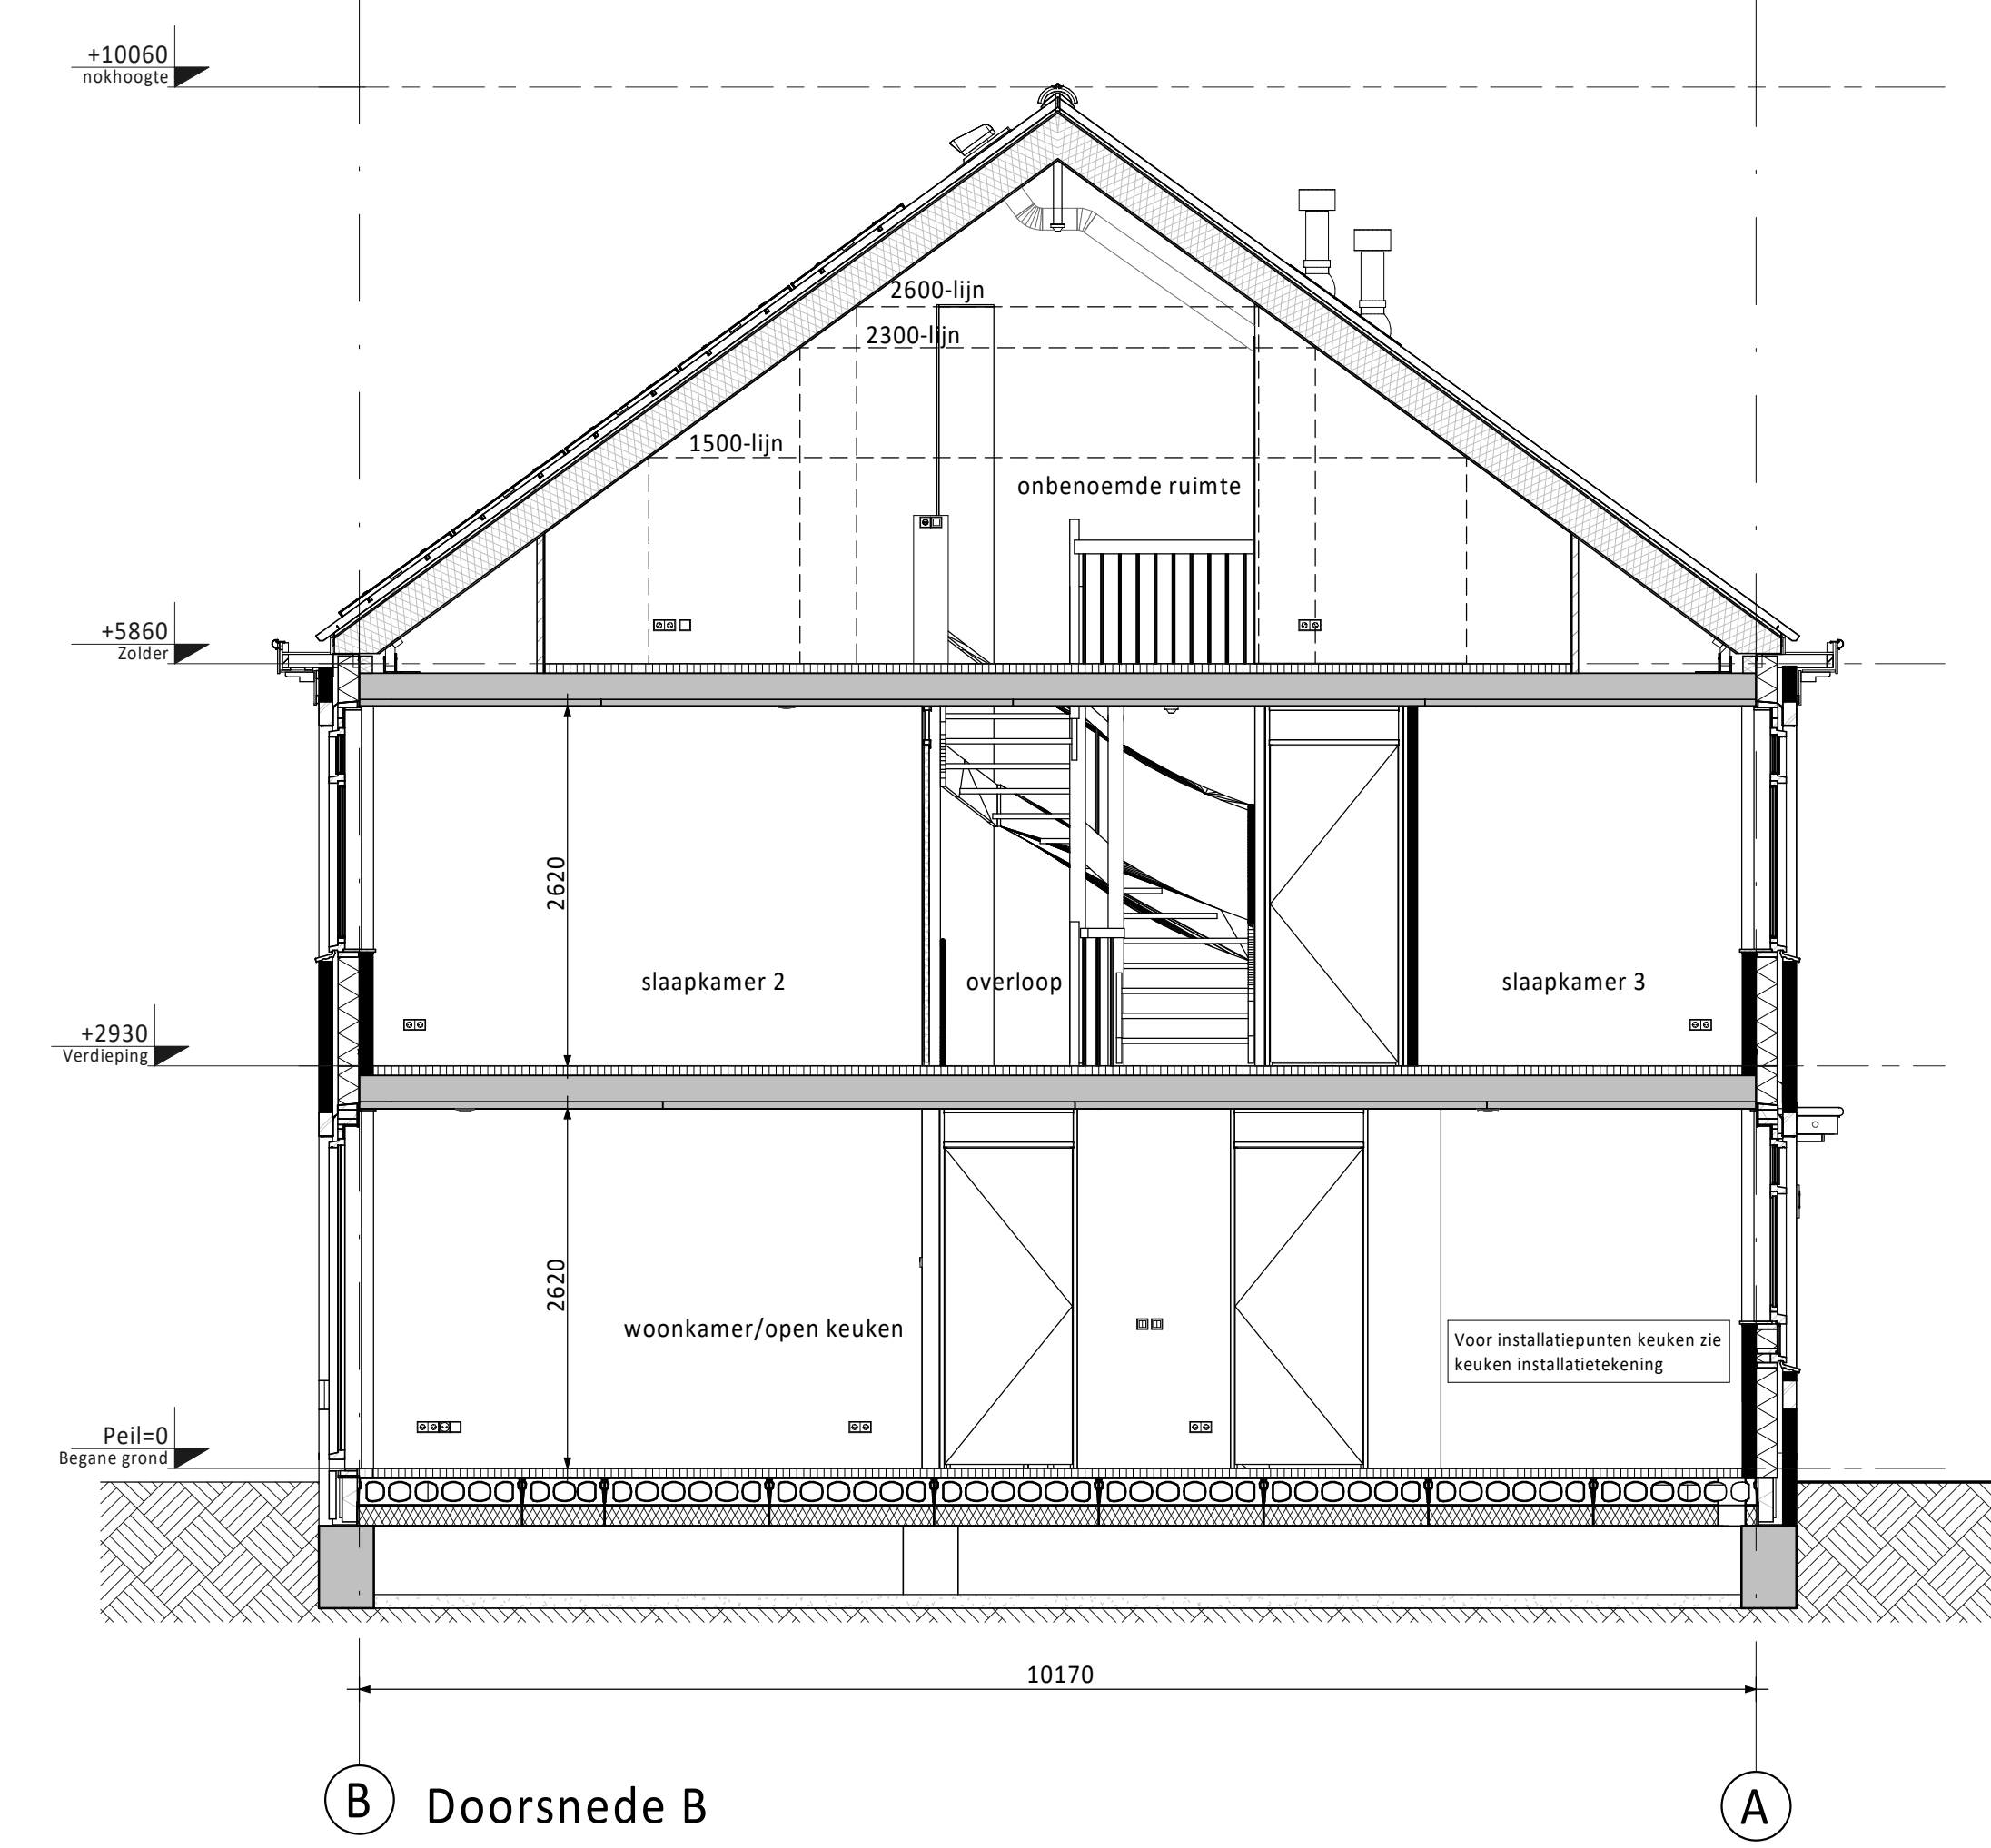 +10060
nokhoogte
2600-lijn
2300-lijn
1500-lijn
onbenoemde ruimte
+5860
Zolder
2620
slaapkamer 2
overloop
slaapkamer 3
+2930
Verdieping
2620
woonkamer/open keuken
Voor installatiepunten keuken zie
keuken installatietekening
Peil=0
Begane grond
10170
B
Doorsnede B
A